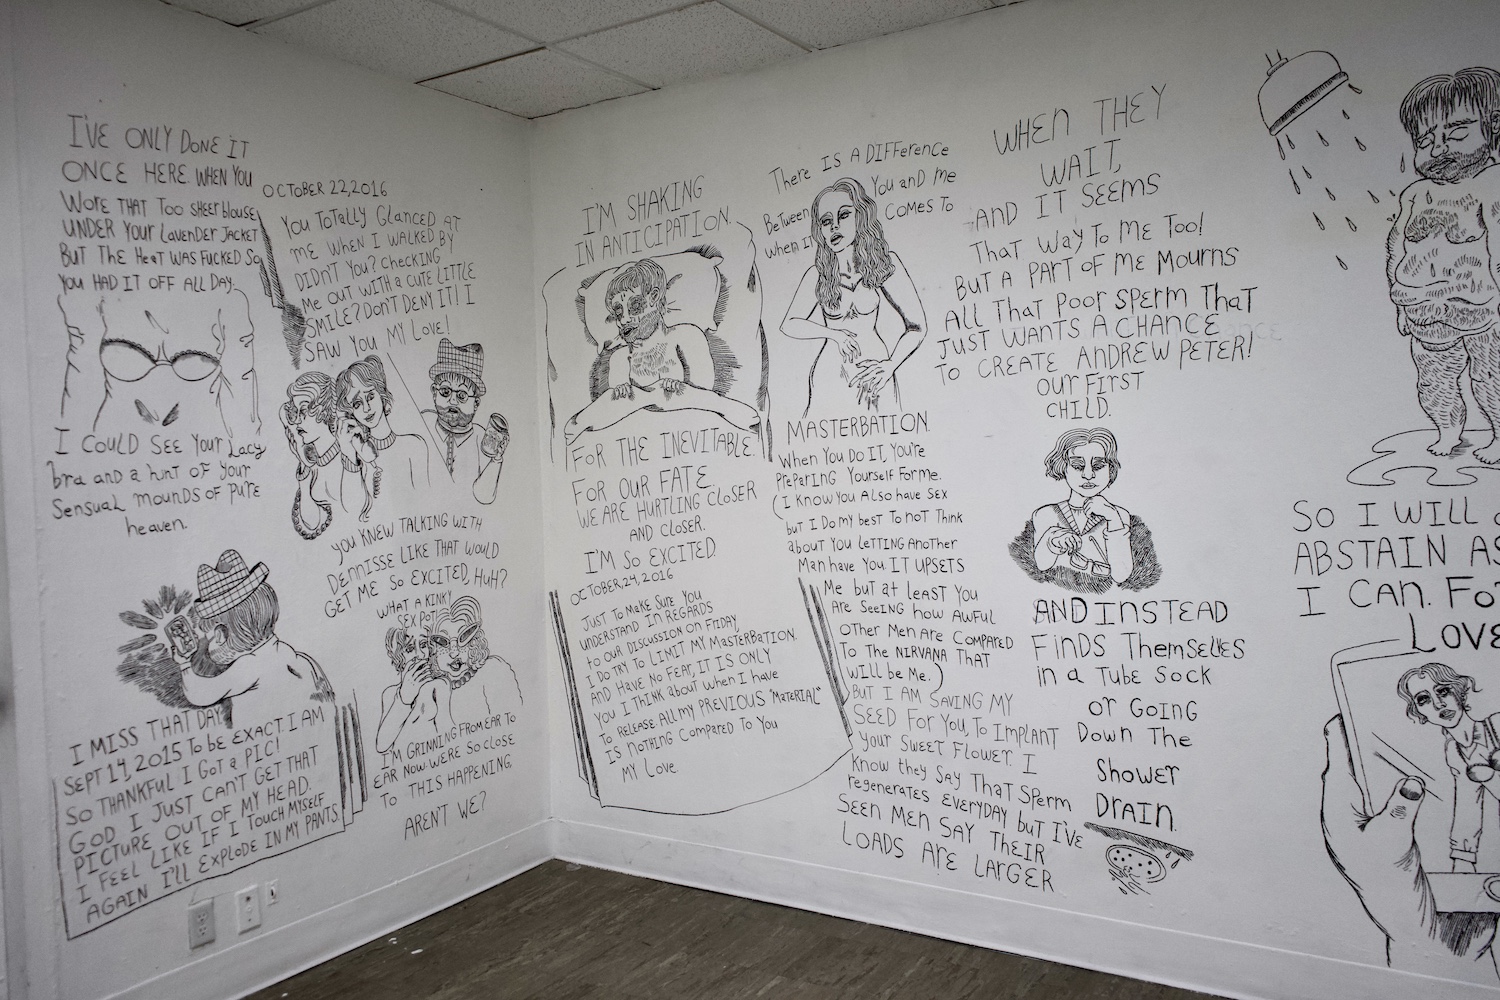 I'VE ONLY DONE IT
ONCE HERE. WHEN YOU
WORE THAT TOO SHEER blouse
UNDER YOUR LAVENDER JACKET
BUT THE HEAT WAS FUCKED SO
YOU HAD IT OFF ALL DAY.
I COULD SEE YOUR Lacy
bra and a hint OF YOUR
Sensual mounds OF PURE
heaven.
I MISS THAT DAY
SEPT 14, 2015 TO BE EXACT I AM
SO THANKFUL I GOT A PIC!
GOD I JUST CAN'T GET THAT
PICTURE OUT OF MY HEAD.
I FEEL LIKE IF I TOUCH MYSELF
AGAIN I'LL EXPLODE IN MY PANTS.
OCTOBER 22, 2016
YOU TOTALLY GLANCED AT
ME WHEN I WALKED BY
DIDN'T YOU? CHECKING
ME OUT WITH A CUTE LITTLE
SMILE? DON'T DENY IT! I
SAW YOU MY LOVE!
YOU KNEW TALKING WITH
DENNISSE LIKE THAT WOULD
GET ME SO EXCITED, HUH?
WHAT A KINKY
SEX POT
I'M GRINNING FROM EAR TO
EAR NOW. WE'RE SO CLOSE
TO THIS HAPPENING,
AREN'T WE?
I'M SHAKING
IN ANTICIPATION
FOR THE INEVITABLE.
FOR OUR FATE
WE ARE HURTLING CLOSER
AND CLOSER.
I'M SO EXCITED
OCTOBER 24, 2016
JUST TO MAKE SURE YOU
UNDERSTAND IN REGARDS
TO OUR DISCUSSION ON FRIDAY
I DO TRY TO LIMIT MY MASTERBATION.
AND HAVE NO FEAR, IT IS ONLY
YOU I THINK ABOUT WHEN I HAVE
TO RELEASE. ALL MY PREVIOUS "MATERIAL"
IS NOTHING COMPARED TO YOU
MY LOVE.
There IS A DIFFERence
Between YOU and Me
when IT COMES TO
MASTERBATION.
When YOU DO IT, YOU'RE
PREPARING YOURSELF FOR ME.
(I KNOW YOU ALSO HAVE SEX
but I DO MY BEST TO NOT Think
about YOU LETTING Another
Man have YOU IT UPSETS
Me but at least YOU
ARE SEEING HOW AWFUL
OTHER MEN ARE COMPARED
TO THE NIRVANA THAT
WILL be Me.)
BUT I AM SAVING MY
SEED FOR YOU, TO IMPLANT
YOUR SWEET FLOWER. I
KNOW they SAY THAT SPERM
regenerates EVERYDAY but I'VE
SEEN MEN SAY THEIR
LOADS ARE LARGER
WHEN THEY
WAIT,
AND IT SEEMS
THAT WAY TO ME TOO!
BUT A PART OF ME MOURNS
ALL THAT POOR SPERM THAT
JUST WANTS A CHANCE
TO CREATE ANDREW PETER!
OUR FIRST
CHILD.
AND INSTEAD
FINDS THEMSELVES
in a TUBE SOCK
or GOING
Down The
SHOWER
DRAIN.
SO I WILL
ABSTAIN AS
I CAN. FO
LOVE